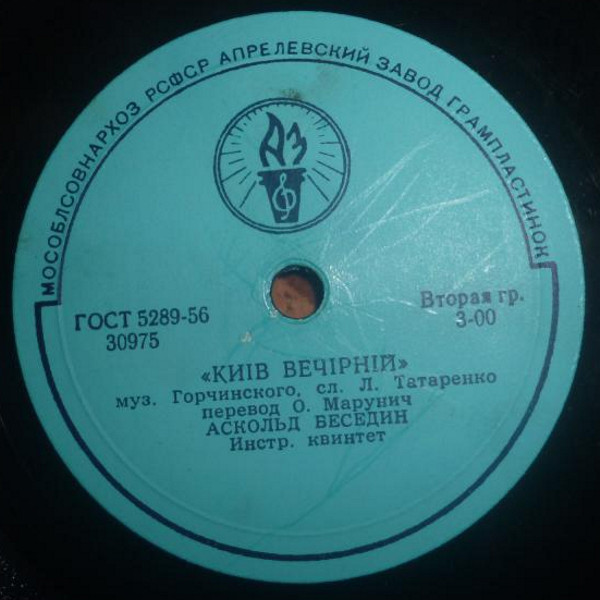 МОСОБЛСОВНАРХОЗ РСФСР АПРЕЛЕВСКИЙ ЗАВОД ГРАМПЛАСТИНОК
АЗ
ГОСТ 5289-56
30975
Вторая гр.
3-00
«КИІВ ВЕЧІРНІЙ»
муз. Горчинского, сл. Л. Татаренко
перевод О. Марунич
АСКОЛЬД БЕСЕДИН
Инстр. квинтет